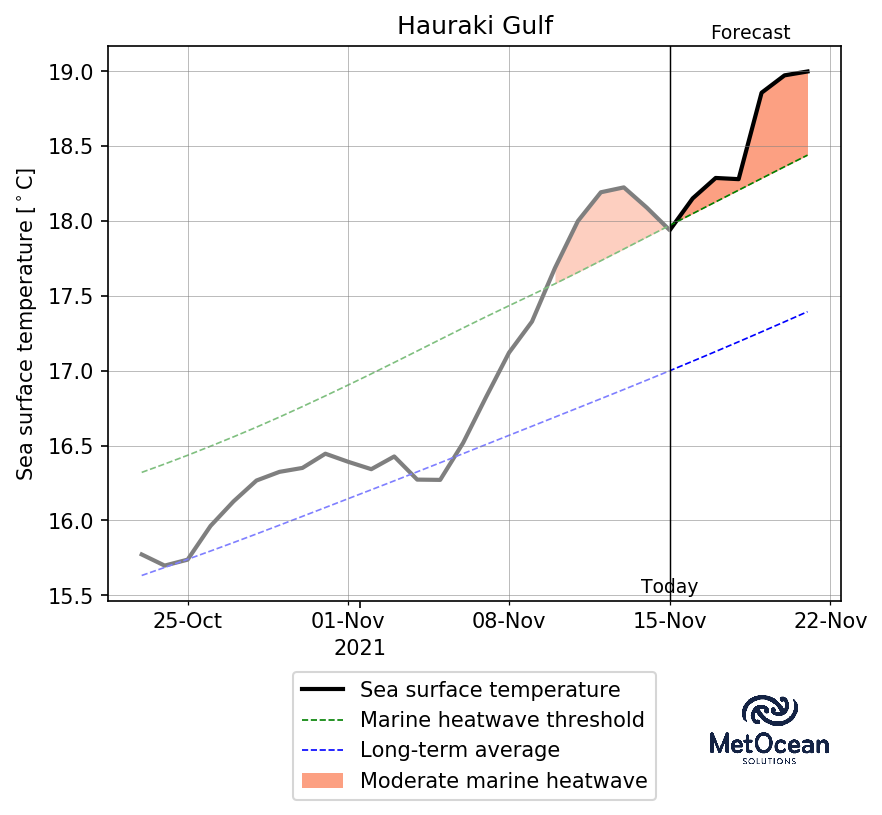 Hauraki Gulf
Forecast
Sea surface temperature [°C]
19.0
18.5
18.0
17.5
17.0
16.5
16.0
15.5
Today
25-Oct 01-Nov 08-Nov 15-Nov 22-Nov
2021
Sea surface temperature
Marine heatwave threshold
Long-term average
Moderate marine heatwave
MetOcean
SOLUTIONS